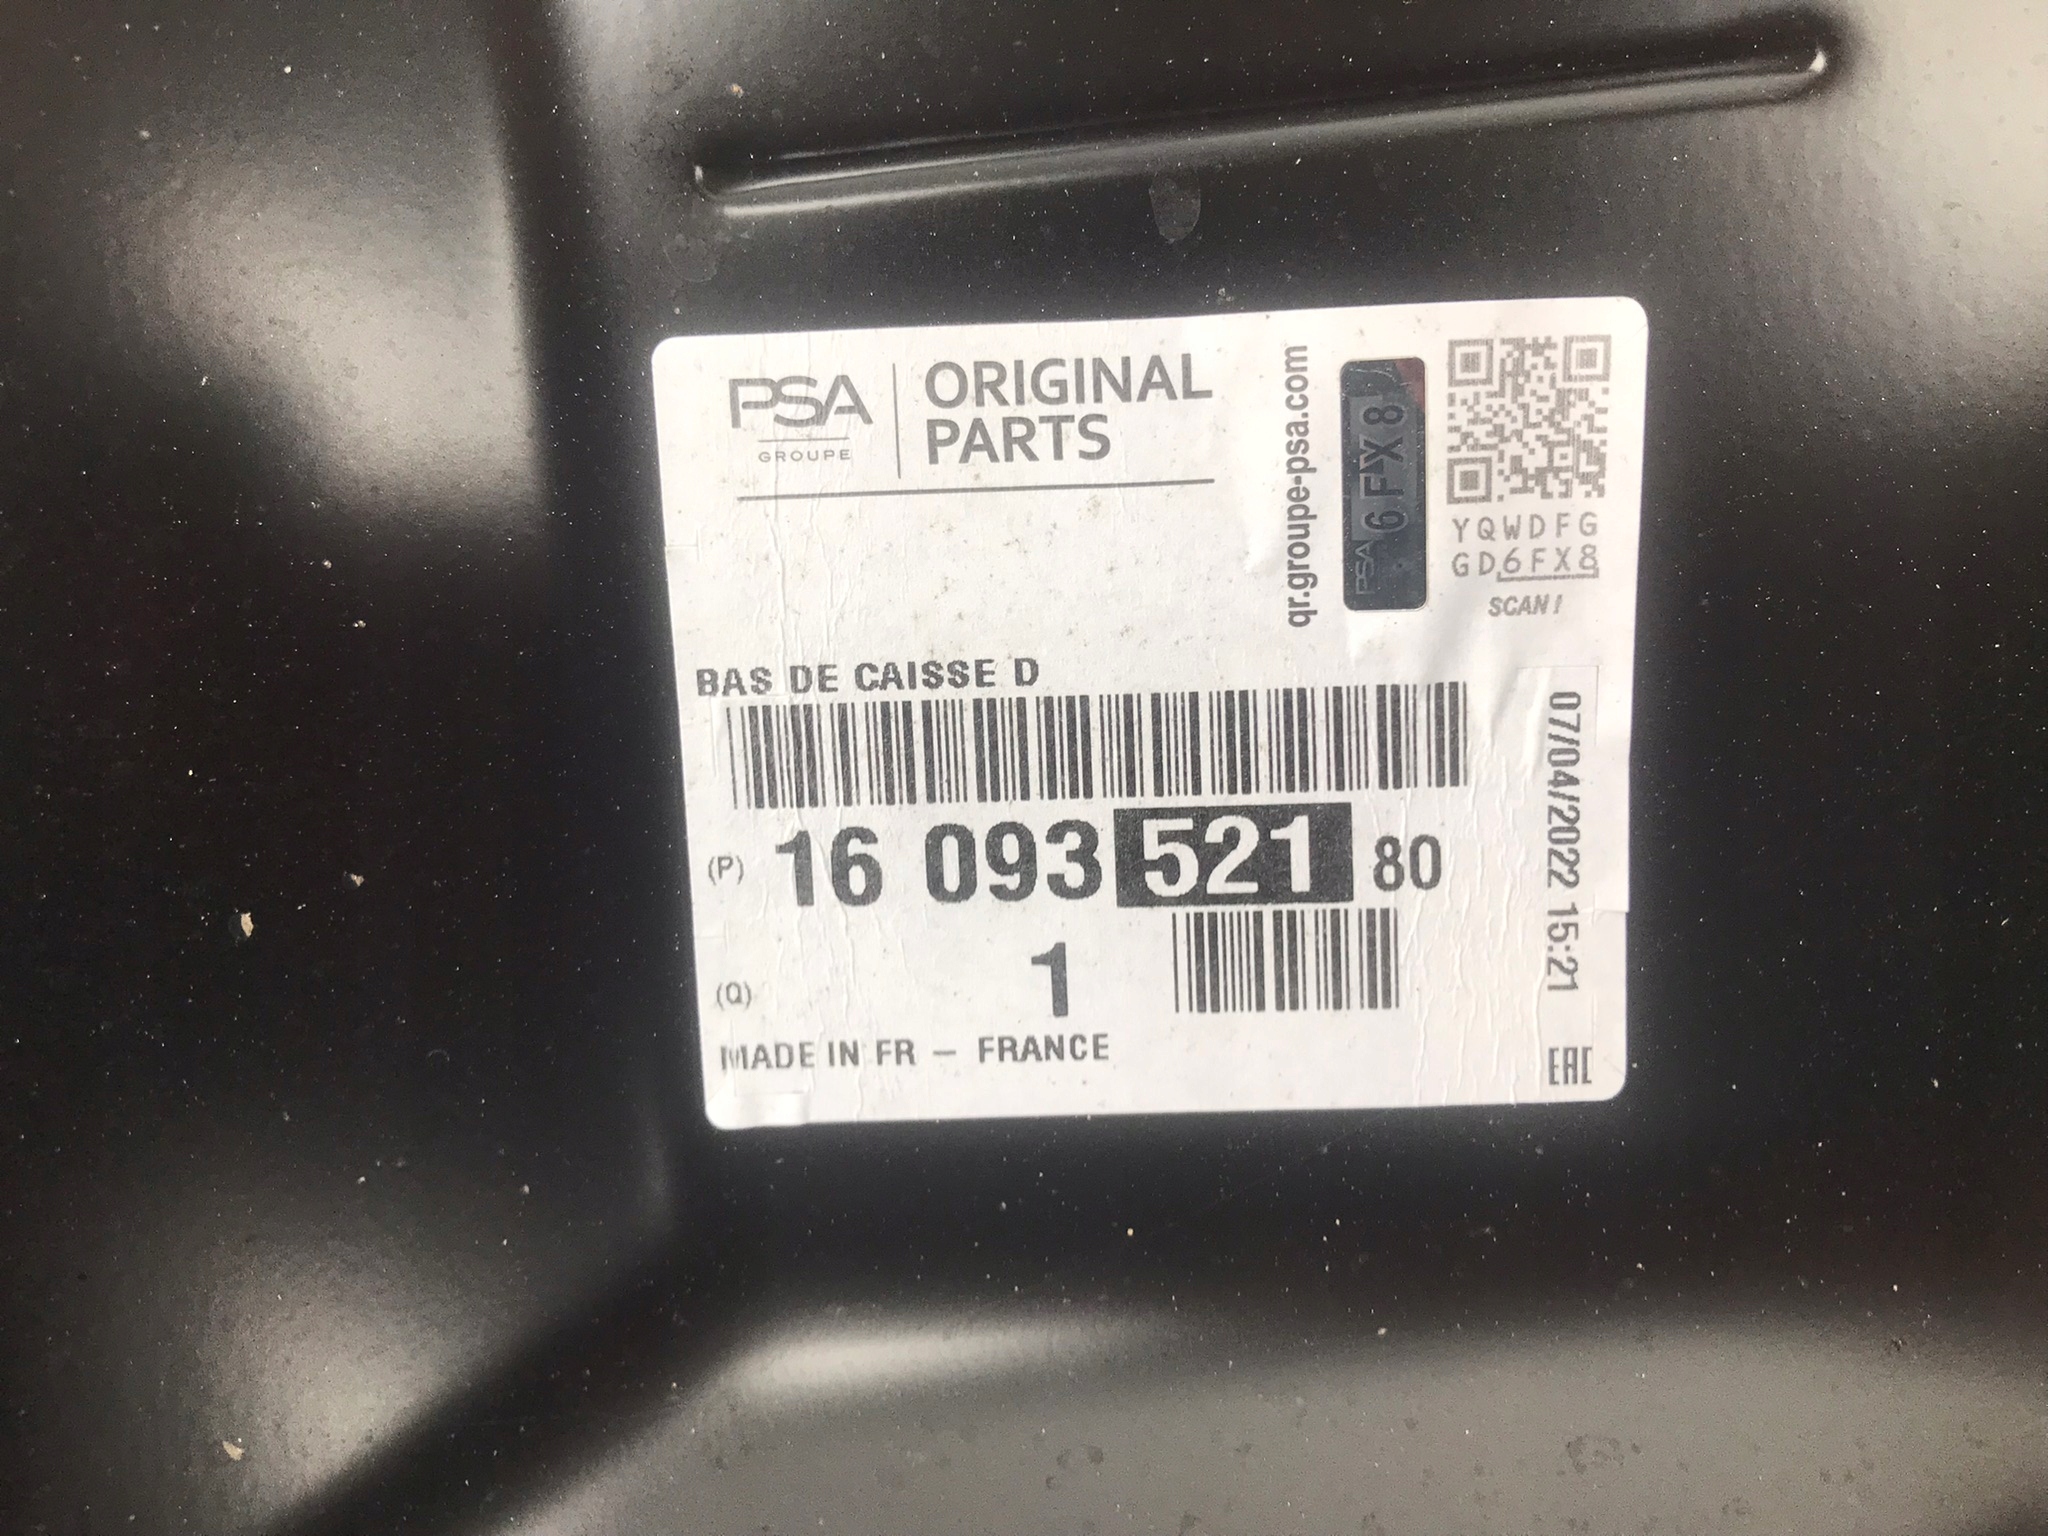 PSA
GROUPE
ORIGINAL
PARTS
qr.groupe-psa.com
PSA 6FX8
YQWDFG
GD6FX8
SCAN!
BAS DE CAISSE D
(P) 16 093 521 80
(Q) 1
MADE IN FR – FRANCE
07/04/2022 15:21
EAC